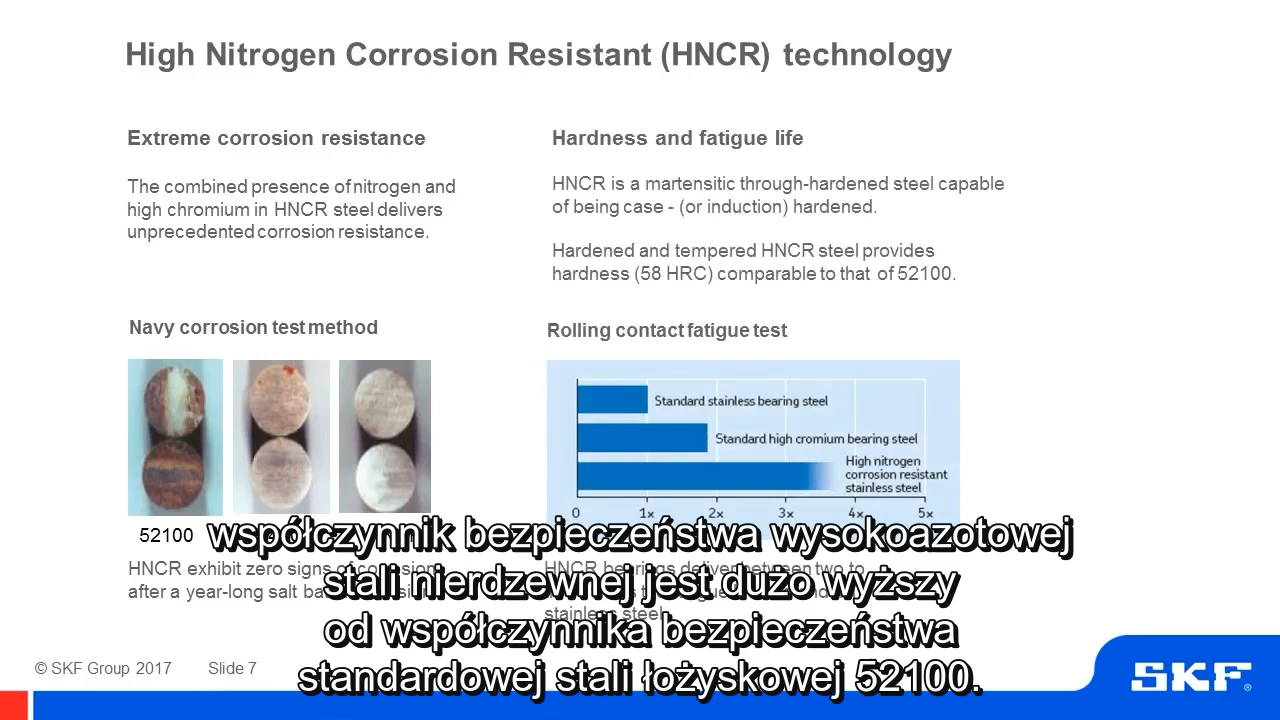 High Nitrogen Corrosion Resistant (HNCR) technology
Extreme corrosion resistance
The combined presence of nitrogen and
high chromium in HNCR steel delivers
unprecedented corrosion resistance.
Hardness and fatigue life
HNCR is a martensitic through-hardened steel capable
of being case - (or induction) hardened.
Hardened and tempered HNCR steel provides
hardness (58 HRC) comparable to that of 52100.
Navy corrosion test method
52100
HNCR exhibit zero signs of
after a year-long salt
Rolling contact fatigue test
Standard stainless bearing steel
Standard high cromium bearing steel
High nitrogen
corrosion resistant
stainless steel
0 1x 2x 3x 4x 5x
HNCR bearings deliver between two to
stainless steel
współczynnik bezpieczeństwa wysokoazotowej
stali nierdzewnej jest dużo wyższy
od współczynnika bezpieczeństwa
standardowej stali łożyskowej 52100.
© SKF Group 2017 Slide 7
SKF®